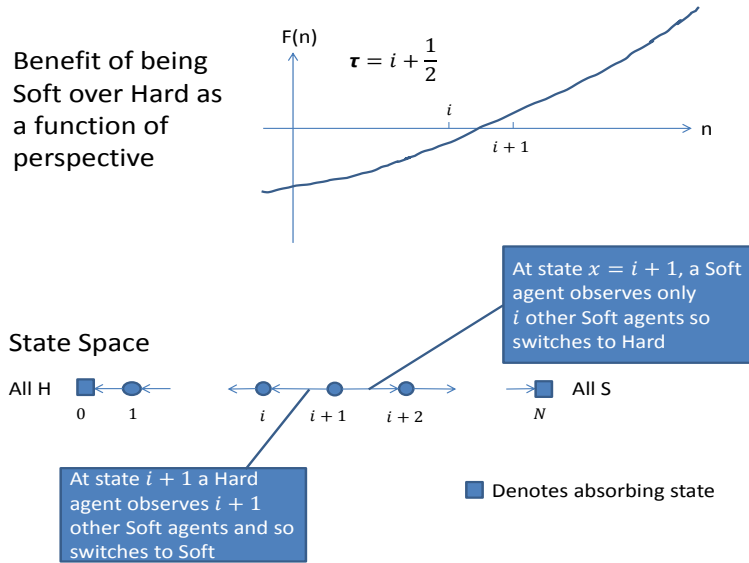 Benefit of being
Soft over Hard as
a function of
perspective
F(n)
τ = i + 1/2
i
i + 1
n
At state x = i + 1, a Soft
agent observes only
i other Soft agents so
switches to Hard
State Space
All H
All S
0
1
i
i + 1
i + 2
N
At state i + 1 a Hard
agent observes i + 1
other Soft agents and so
switches to Soft
Denotes absorbing state